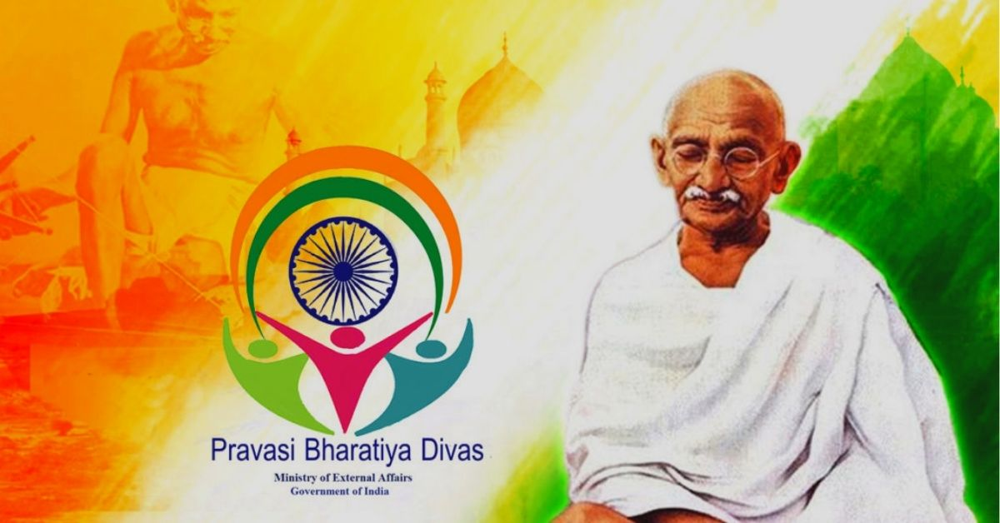 Pravasi Bharatiya Divas
Ministry of External Affairs
Government of India